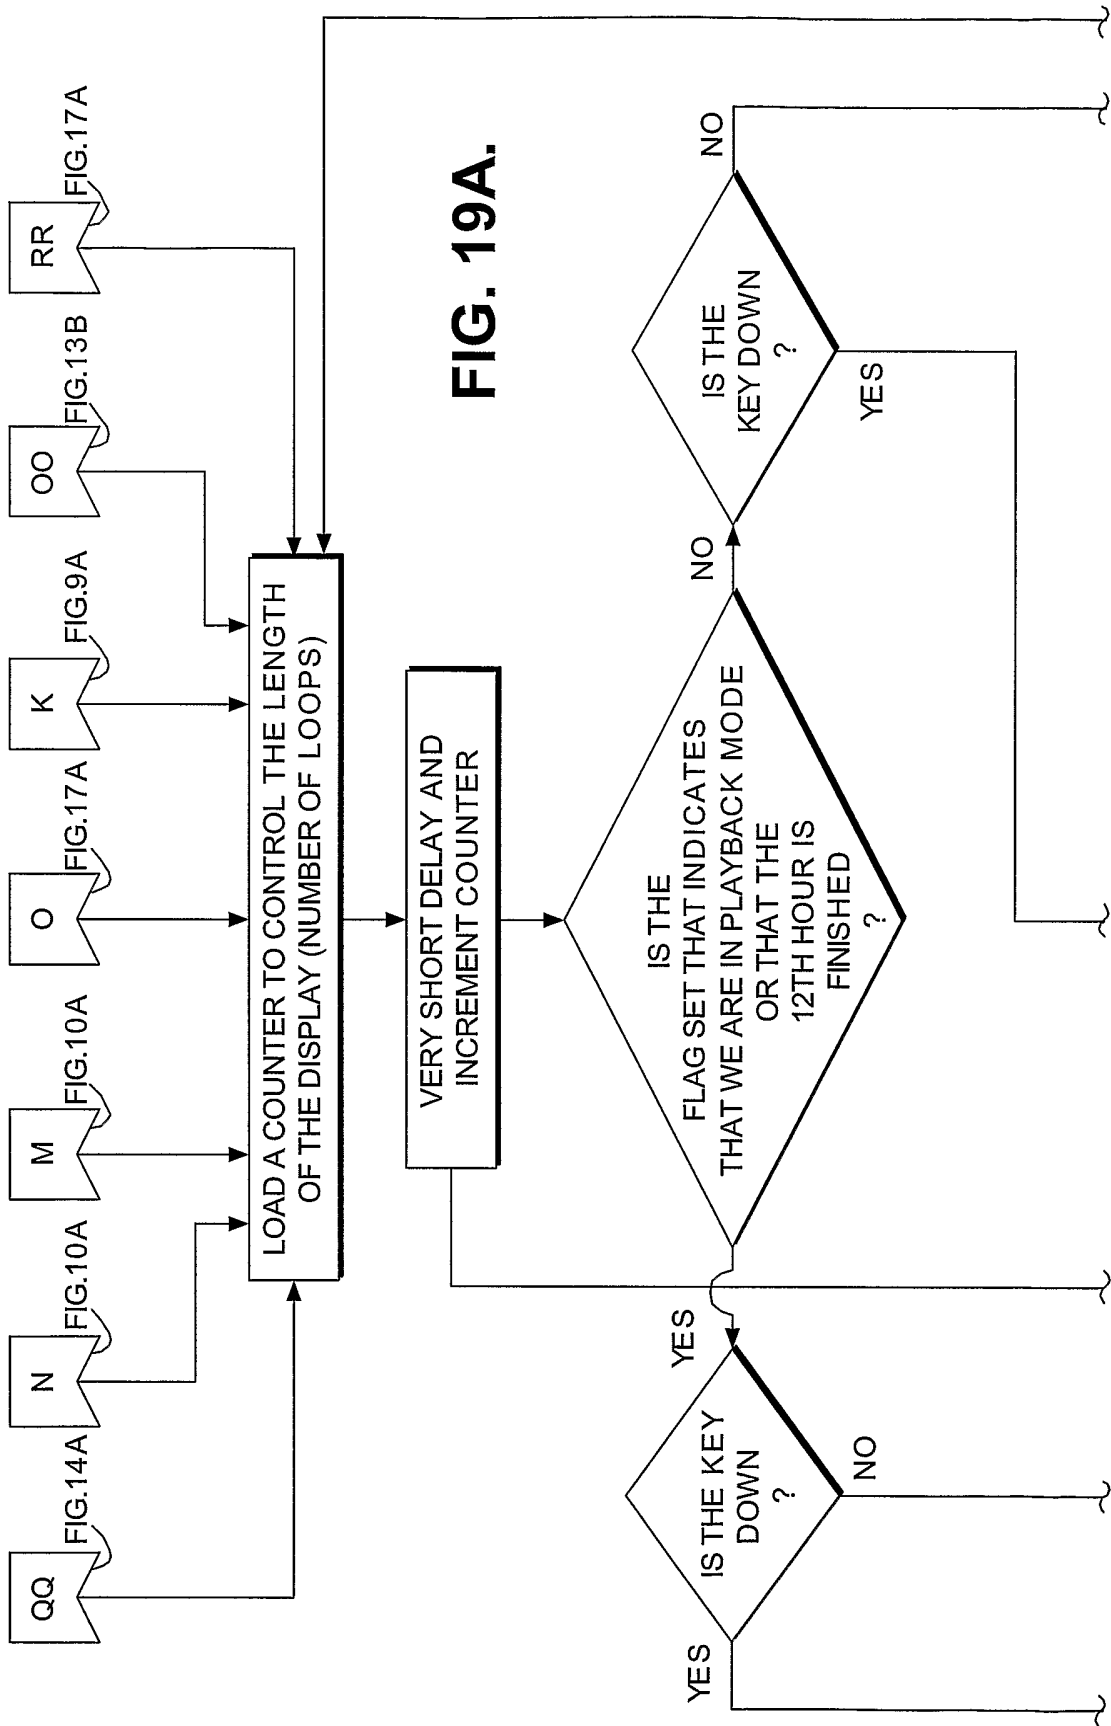 QQ
FIG.14A
N
FIG.10A
M
FIG.10A
O
FIG.17A
K
FIG.9A
OO
FIG.13B
RR
FIG.17A
LOAD A COUNTER TO CONTROL THE LENGTH
OF THE DISPLAY (NUMBER OF LOOPS)
VERY SHORT DELAY AND
INCREMENT COUNTER
FIG. 19A.
IS THE
FLAG SET THAT INDICATES
THAT WE ARE IN PLAYBACK MODE
OR THAT THE
12TH HOUR IS
FINISHED
?
YES
NO
IS THE KEY
DOWN
?
YES
NO
IS THE
KEY DOWN
?
NO
YES